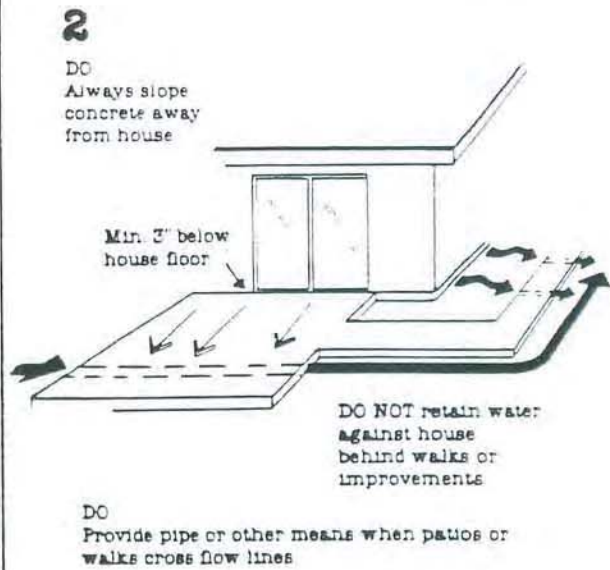 2
DO
Always slope
concrete away
from house
Min. 3" below
house floor
DO NOT retain water
against house
behind walks or
improvements
DO
Provide pipe or other means when patios or
walks cross flow lines